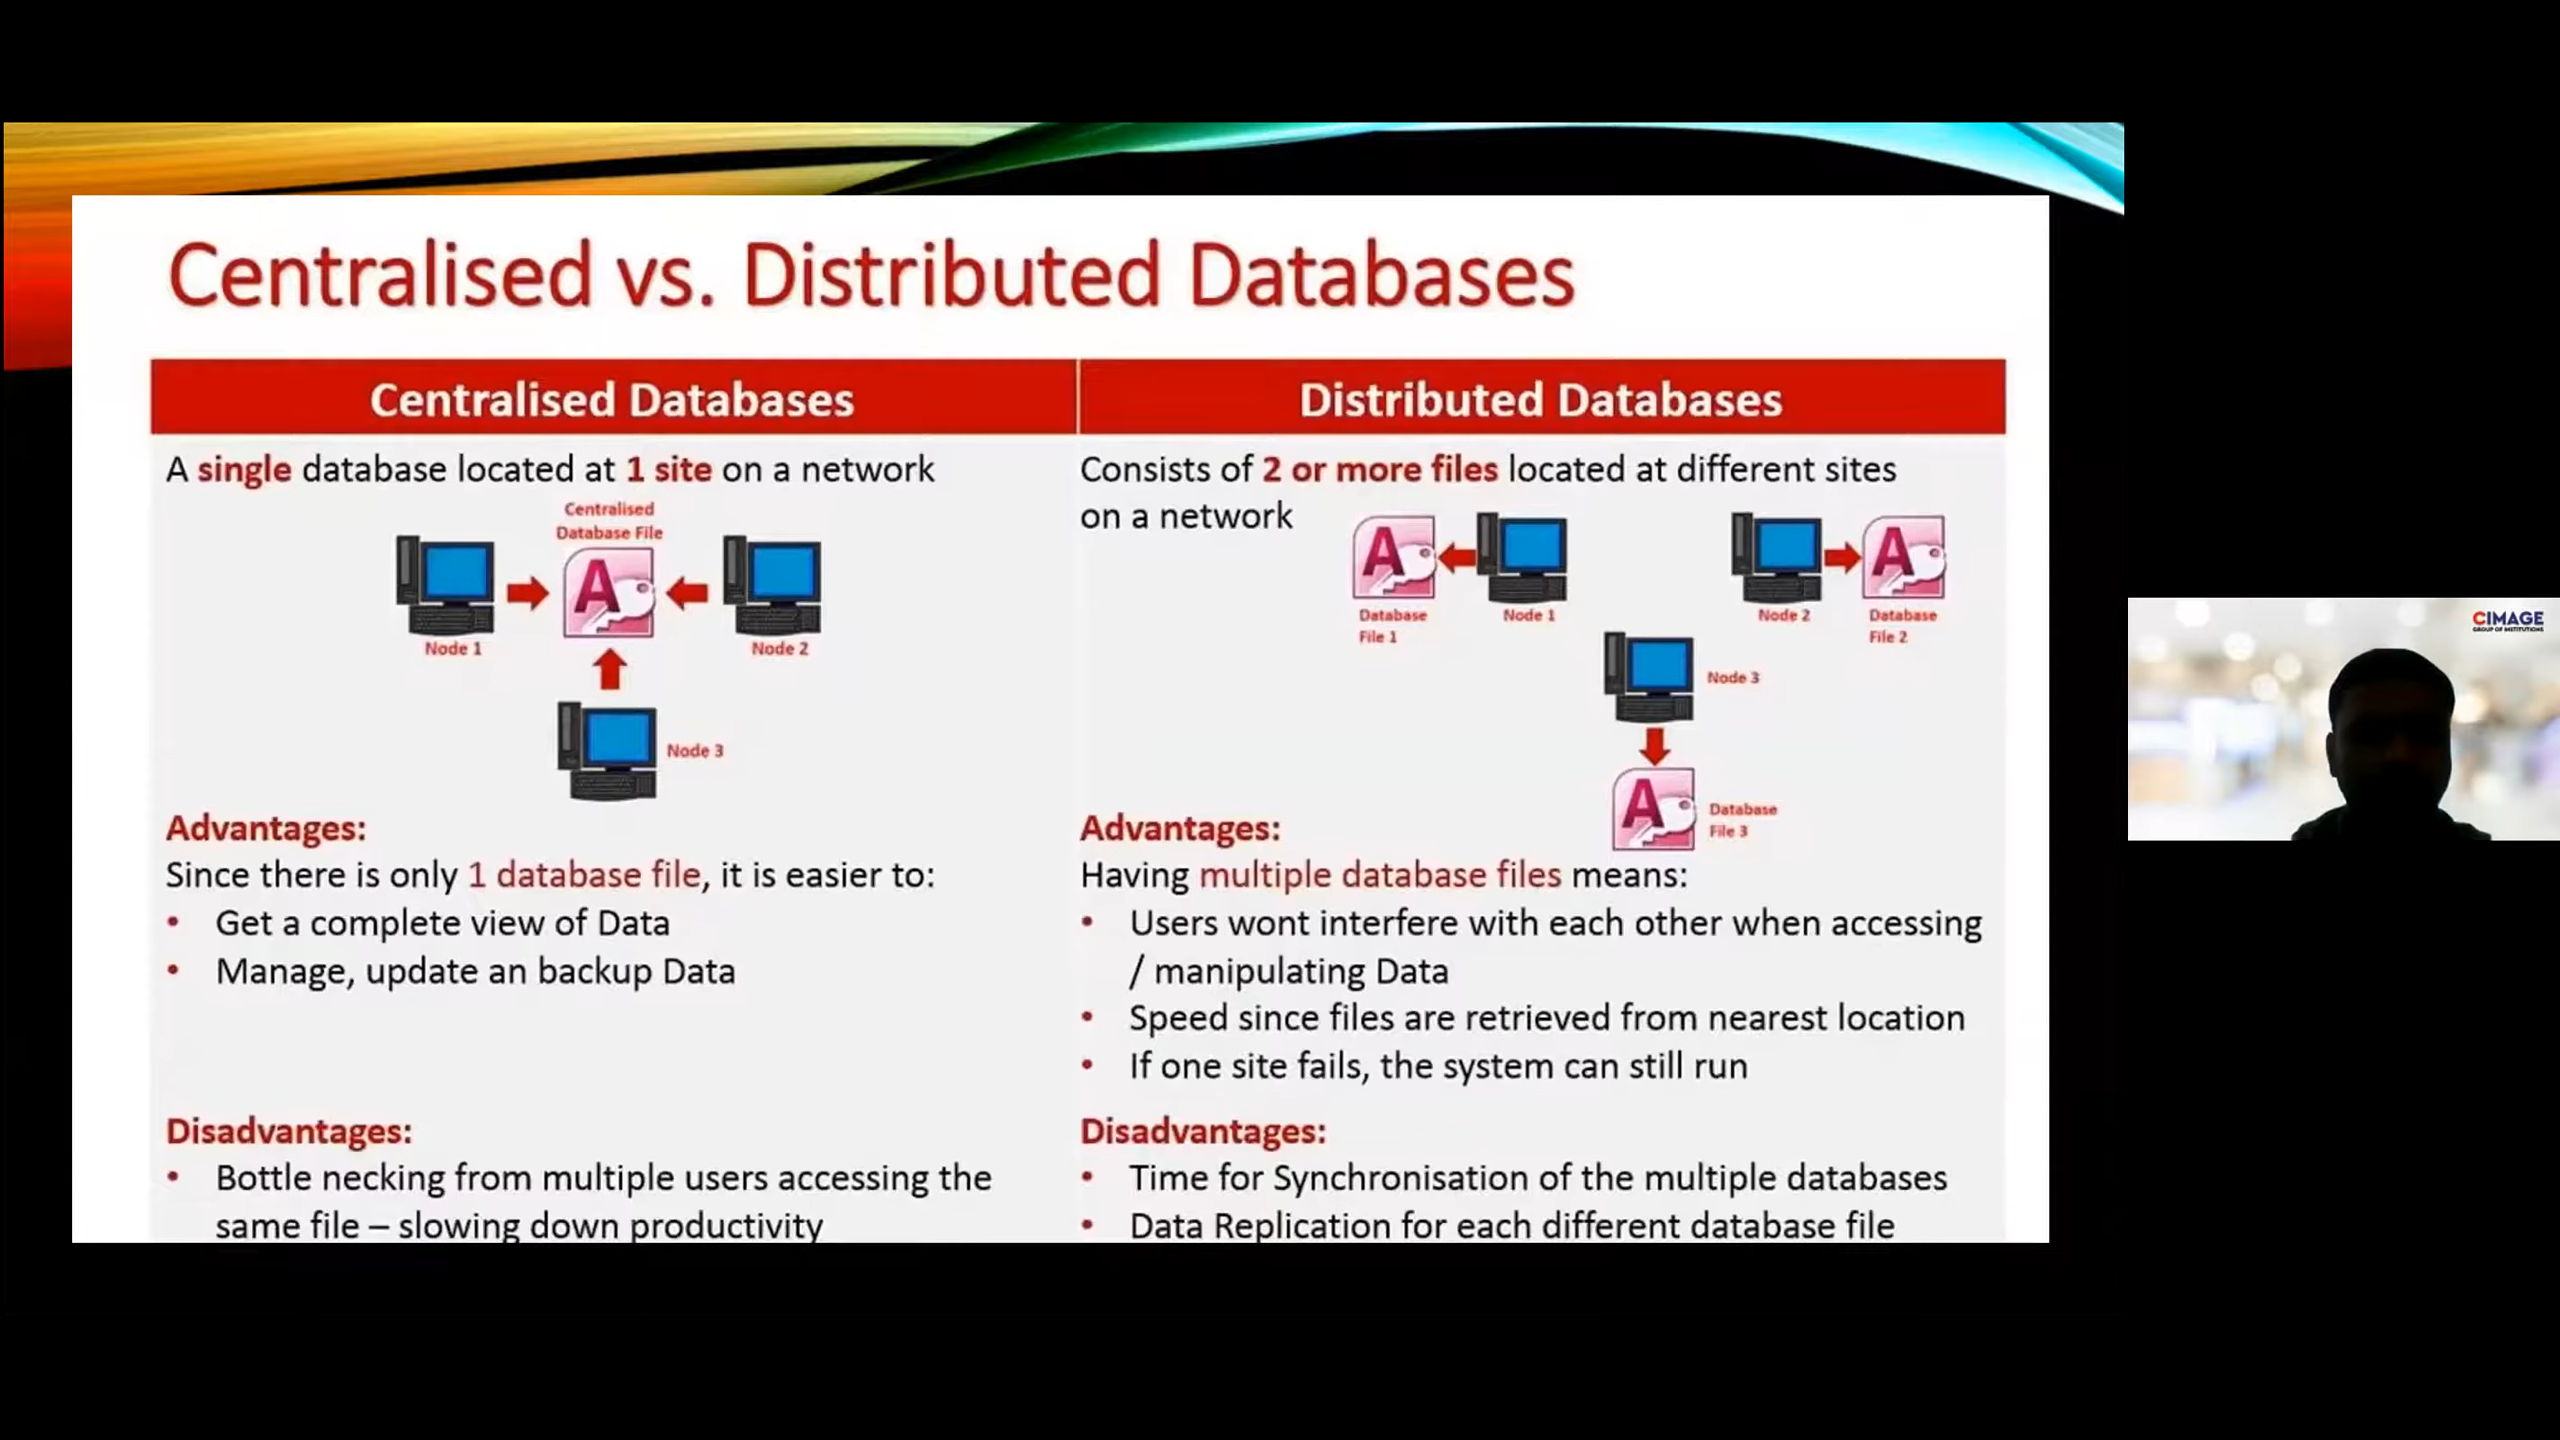 Centralised vs. Distributed Databases
Centralised Databases
A single database located at 1 site on a network
Centralised
Database File
Node 1
Node 2
Node 3
Advantages:
Since there is only 1 database file, it is easier to:
• Get a complete view of Data
• Manage, update an backup Data
Disadvantages:
• Bottle necking from multiple users accessing the
same file – slowing down productivity
Distributed Databases
Consists of 2 or more files located at different sites
on a network
Database
File 1
Node 1
Node 2
Database
File 2
Node 3
Database
File 3
Advantages:
Having multiple database files means:
• Users wont interfere with each other when accessing
/ manipulating Data
• Speed since files are retrieved from nearest location
• If one site fails, the system can still run
Disadvantages:
• Time for Synchronisation of the multiple databases
• Data Replication for each different database file
CIMAGE
GROUP OF INSTITUTIONS